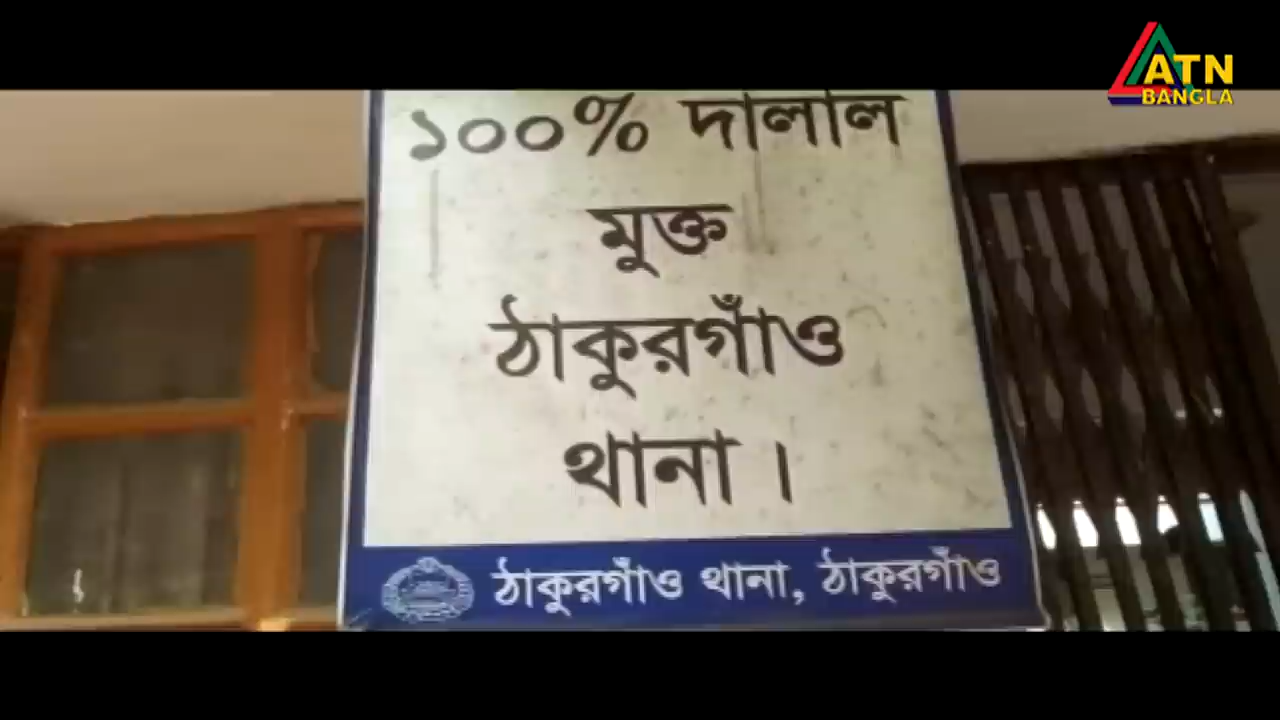 ATN
BANGLA
১০০% দালাল
মুক্ত
ঠাকুরগাঁও
থানা ।
ঠাকুরগাঁও থানা, ঠাকুরগাঁও